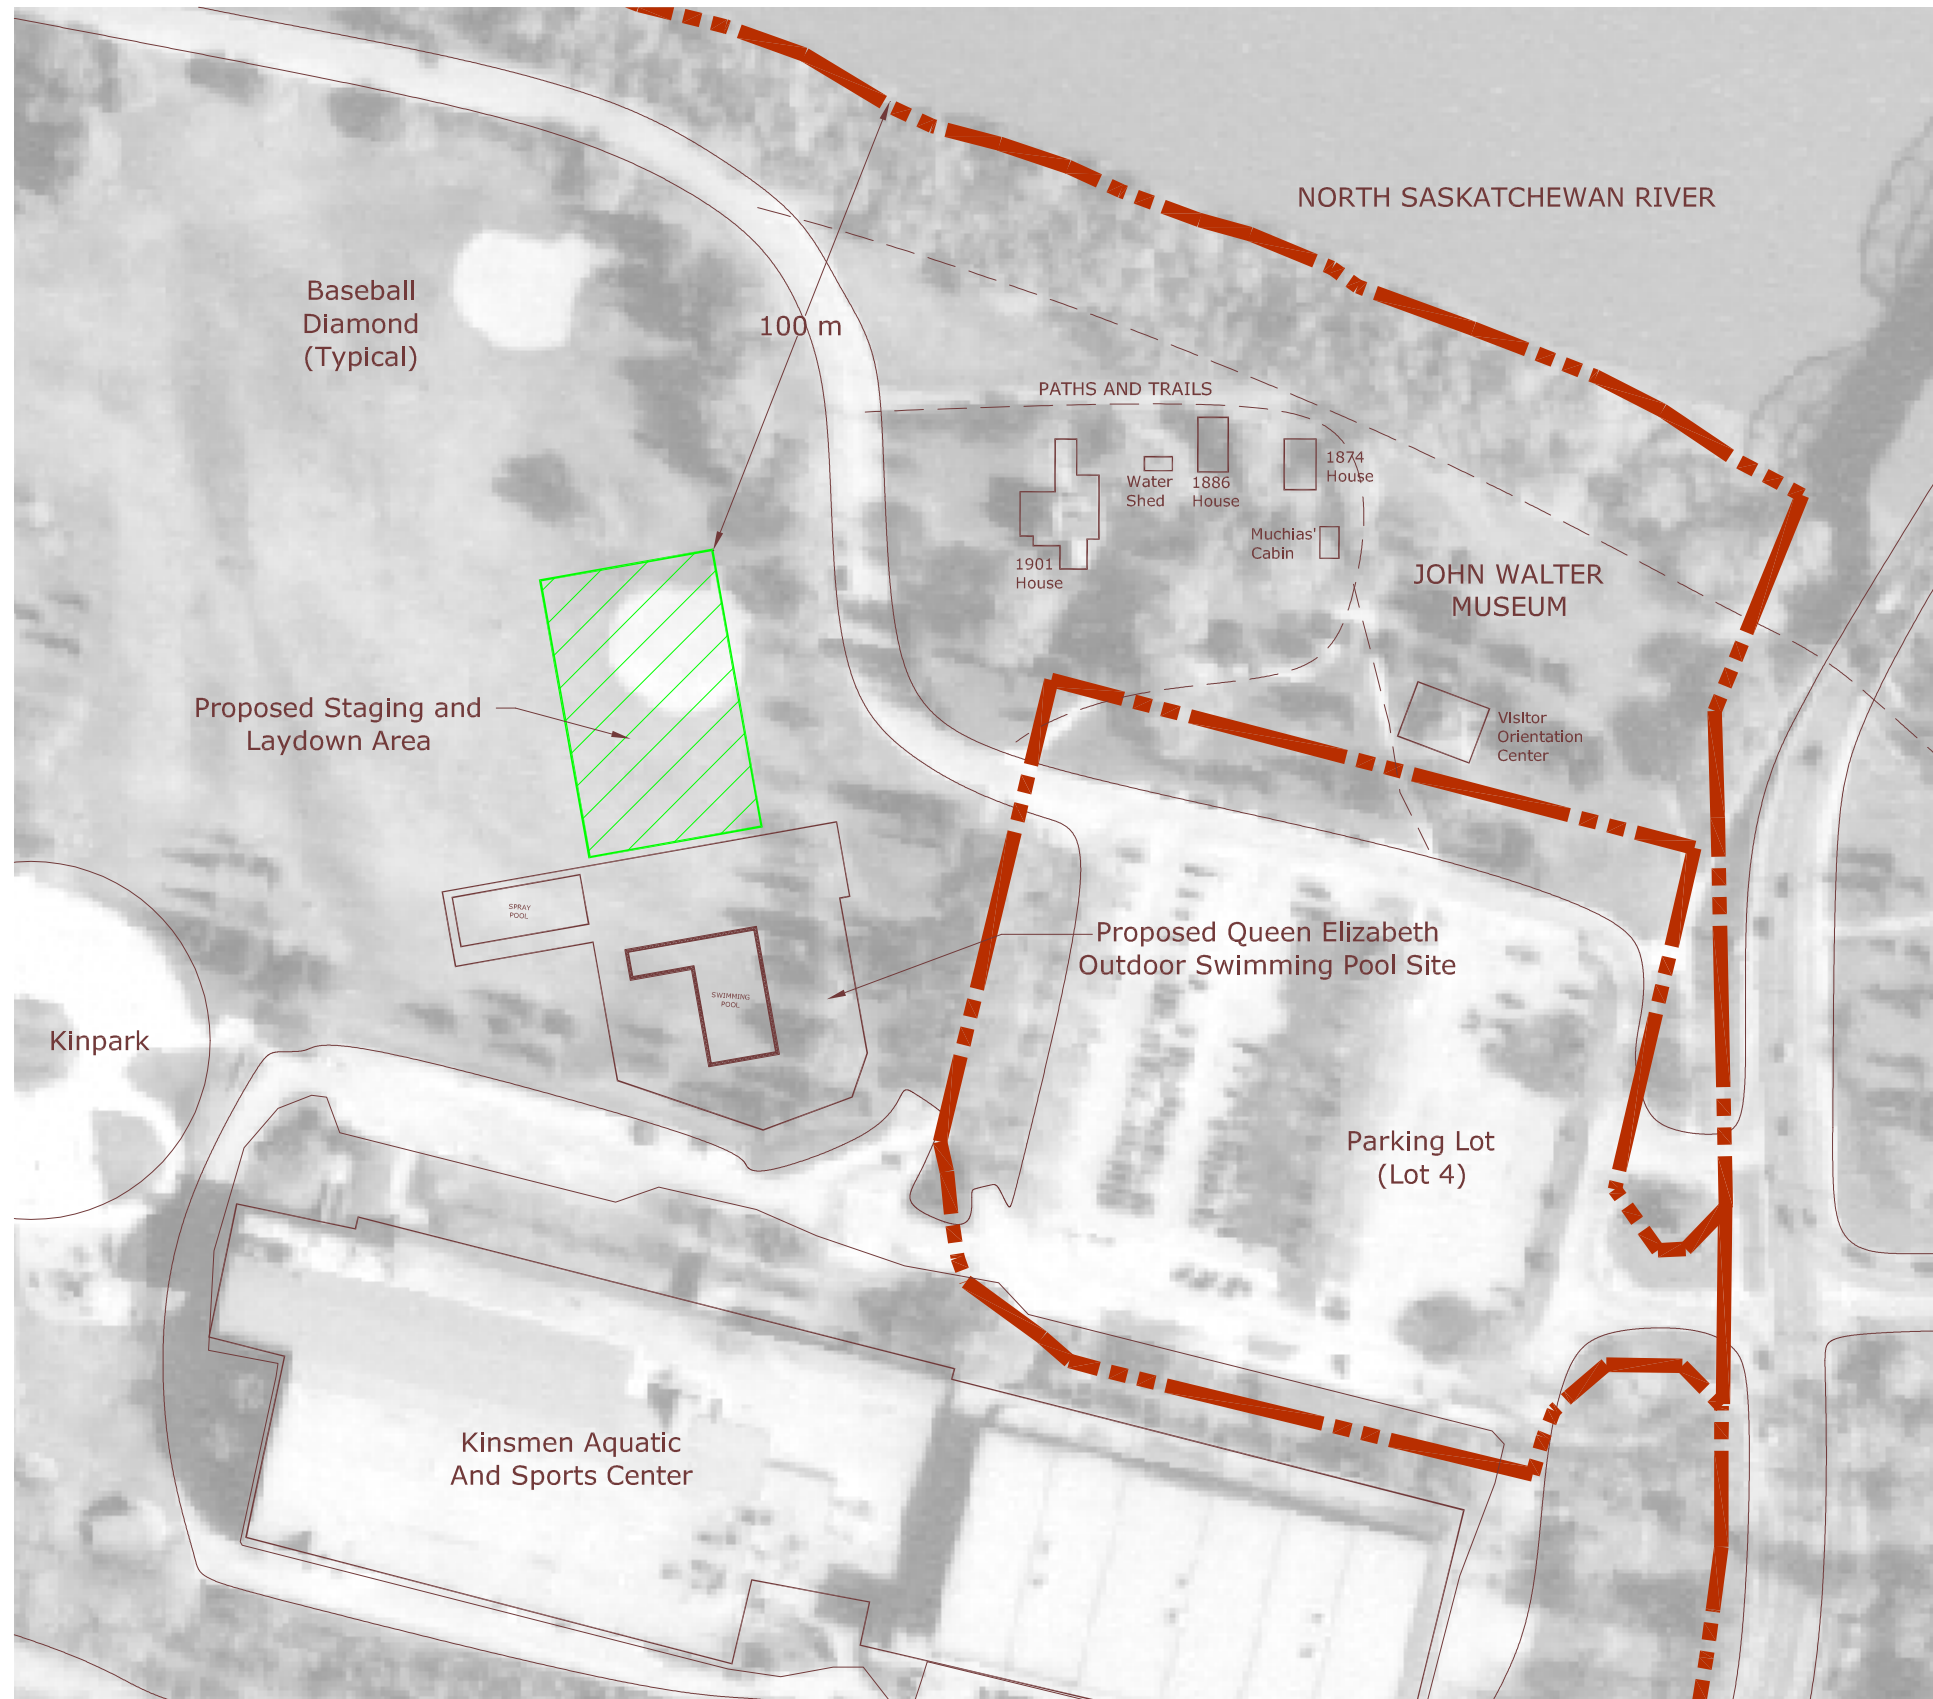 NORTH SASKATCHEWAN RIVER
Baseball
Diamond
(Typical)
100 m
PATHS AND TRAILS
1874
House
Water
Shed
1886
House
Muchias'
Cabin
1901
House
JOHN WALTER
MUSEUM
Proposed Staging and
Laydown Area
Visitor
Orientation
Center
SPRAY
POOL
Proposed Queen Elizabeth
Outdoor Swimming Pool Site
SWIMMING
POOL
Kinpark
Parking Lot
(Lot 4)
Kinsmen Aquatic
And Sports Center